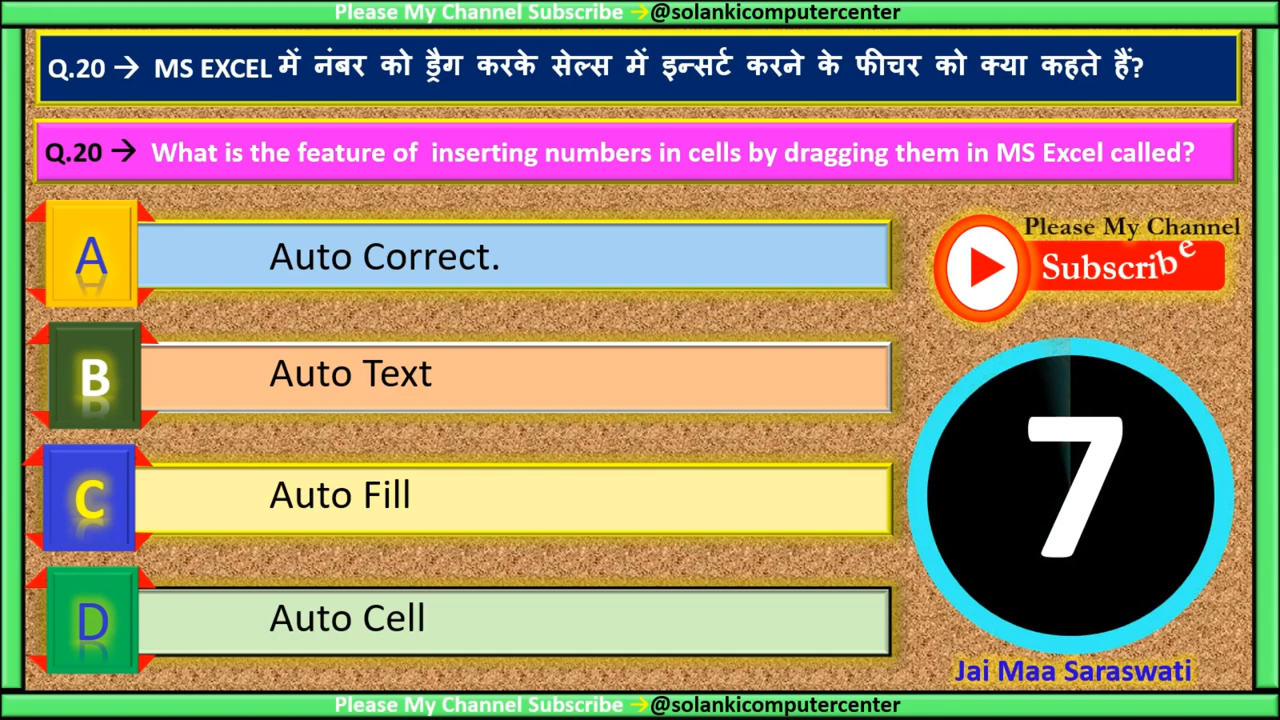 Please My Channel Subscribe →@solankicomputercenter
Q.20 → MS EXCEL में नंबर को ड्रैग करके सेल्स में इन्सर्ट करने के फीचर को क्या कहते हैं?
Q.20 → What is the feature of inserting numbers in cells by dragging them in MS Excel called?
A Auto Correct.
Please My Channel
Subscribe
B Auto Text
7
C Auto Fill
D Auto Cell
Jai Maa Saraswati
Please My Channel Subscribe →@solankicomputercenter